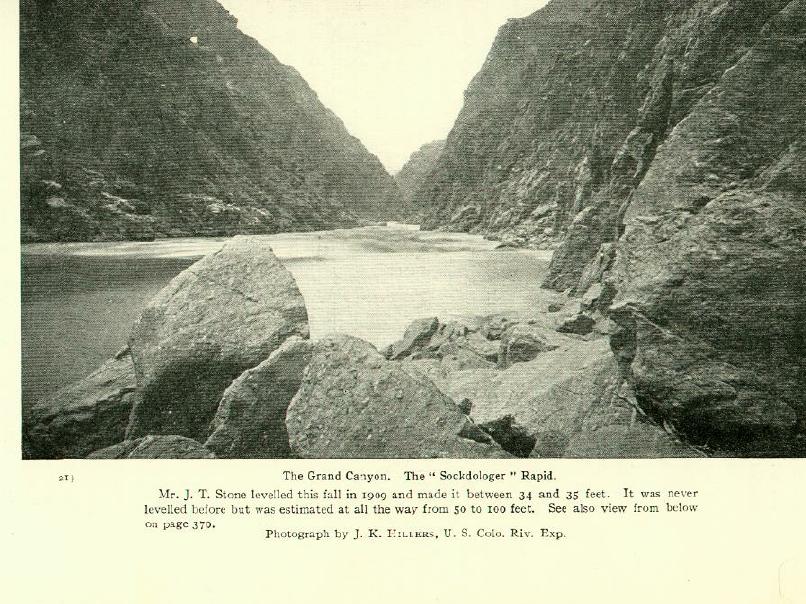 The Grand Canyon. The “ Sockdologer ” Rapid.
Mr. J. T. Stone levelled this fall in 1909 and made it between 34 and 35 feet. It was never
levelled before but was estimated at all the way from 50 to 100 feet. See also view from below
on page 370.
Photograph by J. K. HILLERS, U. S. Colo. Riv. Exp.